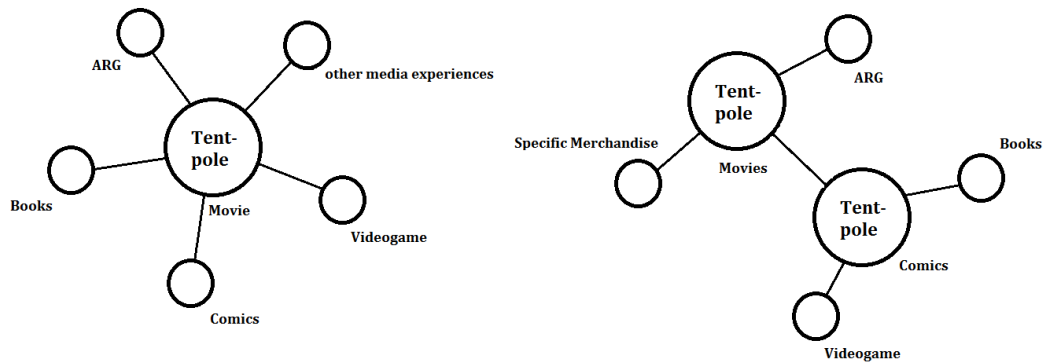 ARG
other media experiences
Tent-
pole
Books
Movie
Videogame
Comics
ARG
Tent-
pole
Specific Merchandise
Movies
Books
Tent-
pole
Comics
Videogame